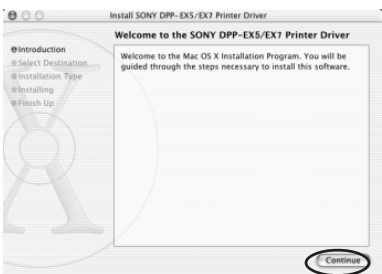 Install SONY DPP-EX5/EX7 Printer Driver
Welcome to the SONY DPP-EX5/EX7 Printer Driver
Introduction
Select Destination
Installation Type
Installing
Finish Up
Welcome to the Mac OS X Installation Program. You will be
guided through the steps necessary to install this software.
Continue